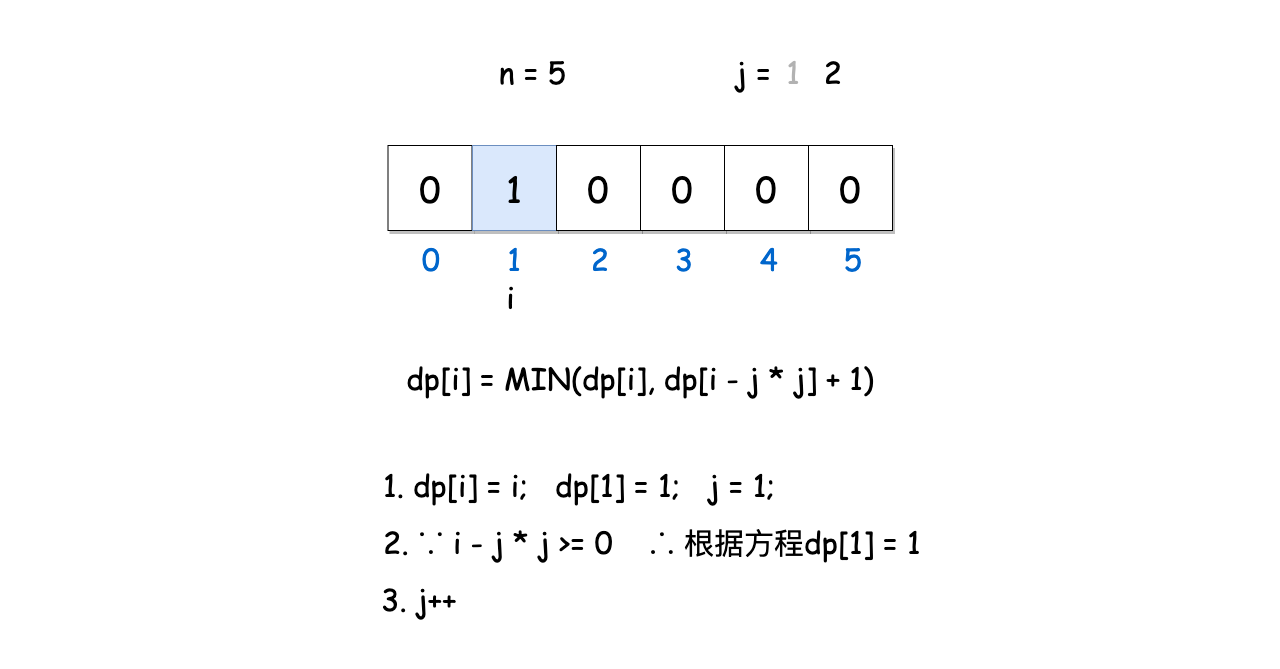 n = 5 j = 1 2
0 1 0 0 0 0
0 1 2 3 4 5
i
dp[i] = MIN(dp[i], dp[i - j * j] + 1)
1. dp[i] = i; dp[1] = 1; j = 1;
2. ∵ i - j * j >= 0 ∴ 根据方程dp[1] = 1
3. j++